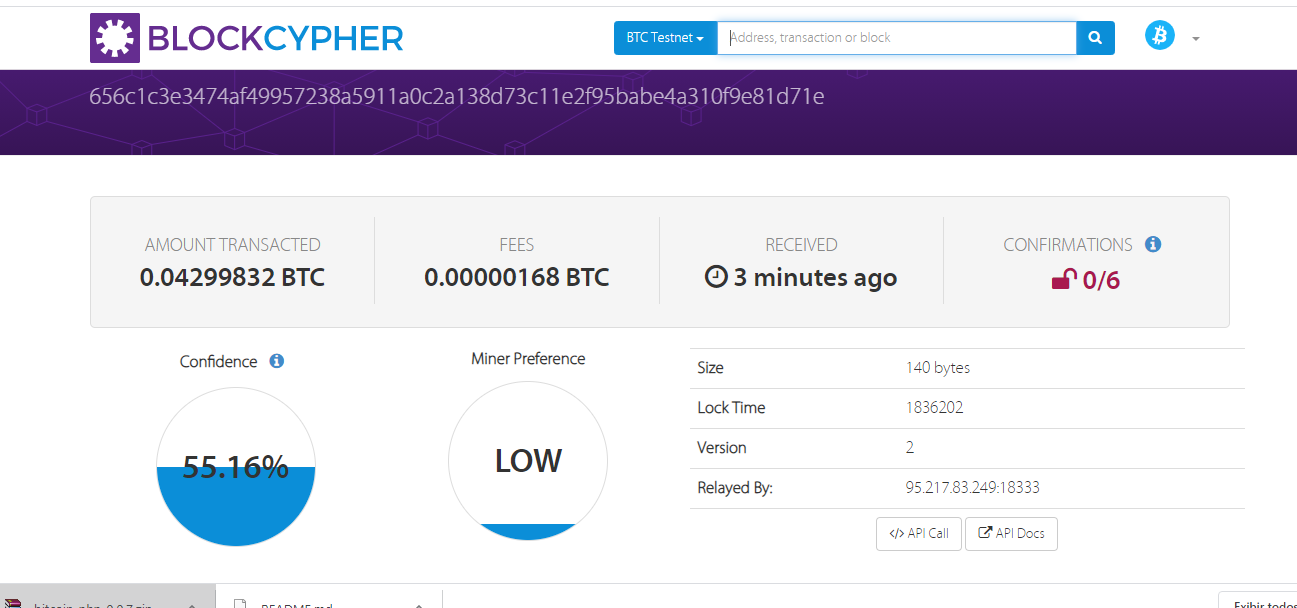 BLOCKCYPHER
BTC Testnet
Address, transaction or block
656c1c3e3474af49957238a5911a0c2a138d73c11e2f95babe4a310f9e81d71e
AMOUNT TRANSACTED
0.04299832 BTC
FEES
0.00000168 BTC
RECEIVED
3 minutes ago
CONFIRMATIONS
0/6
Confidence
55.16%
Miner Preference
LOW
Size 140 bytes
Lock Time 1836202
Version 2
Relayed By: 95.217.83.249:18333
</> API Call
API Docs
README.md
Exibir todos